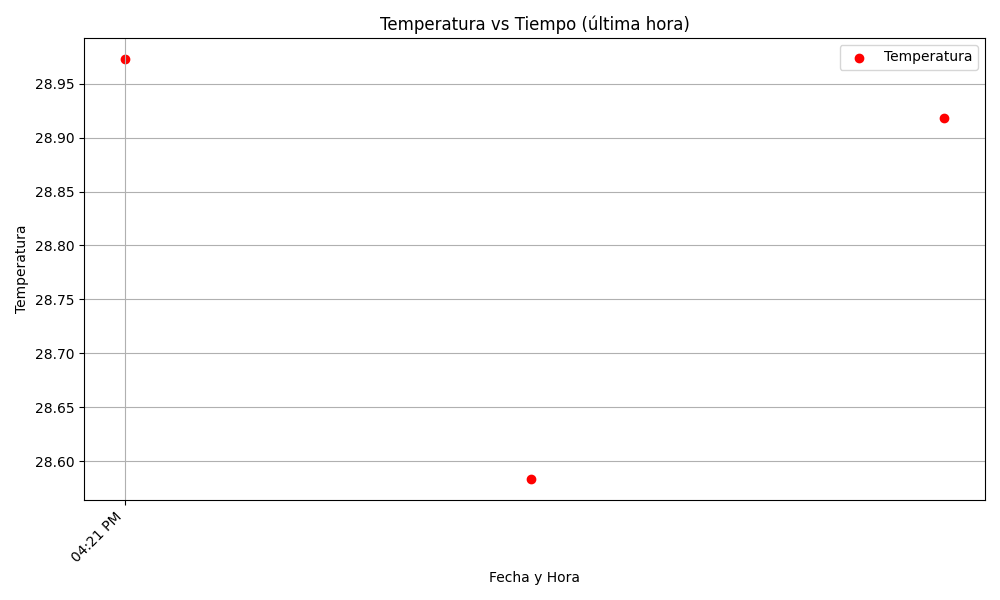 Temperatura vs Tiempo (última hora)
Temperatura
28.95
28.90
28.85
28.80
28.75
28.70
28.65
28.60
Temperatura
04:21 PM
Fecha y Hora